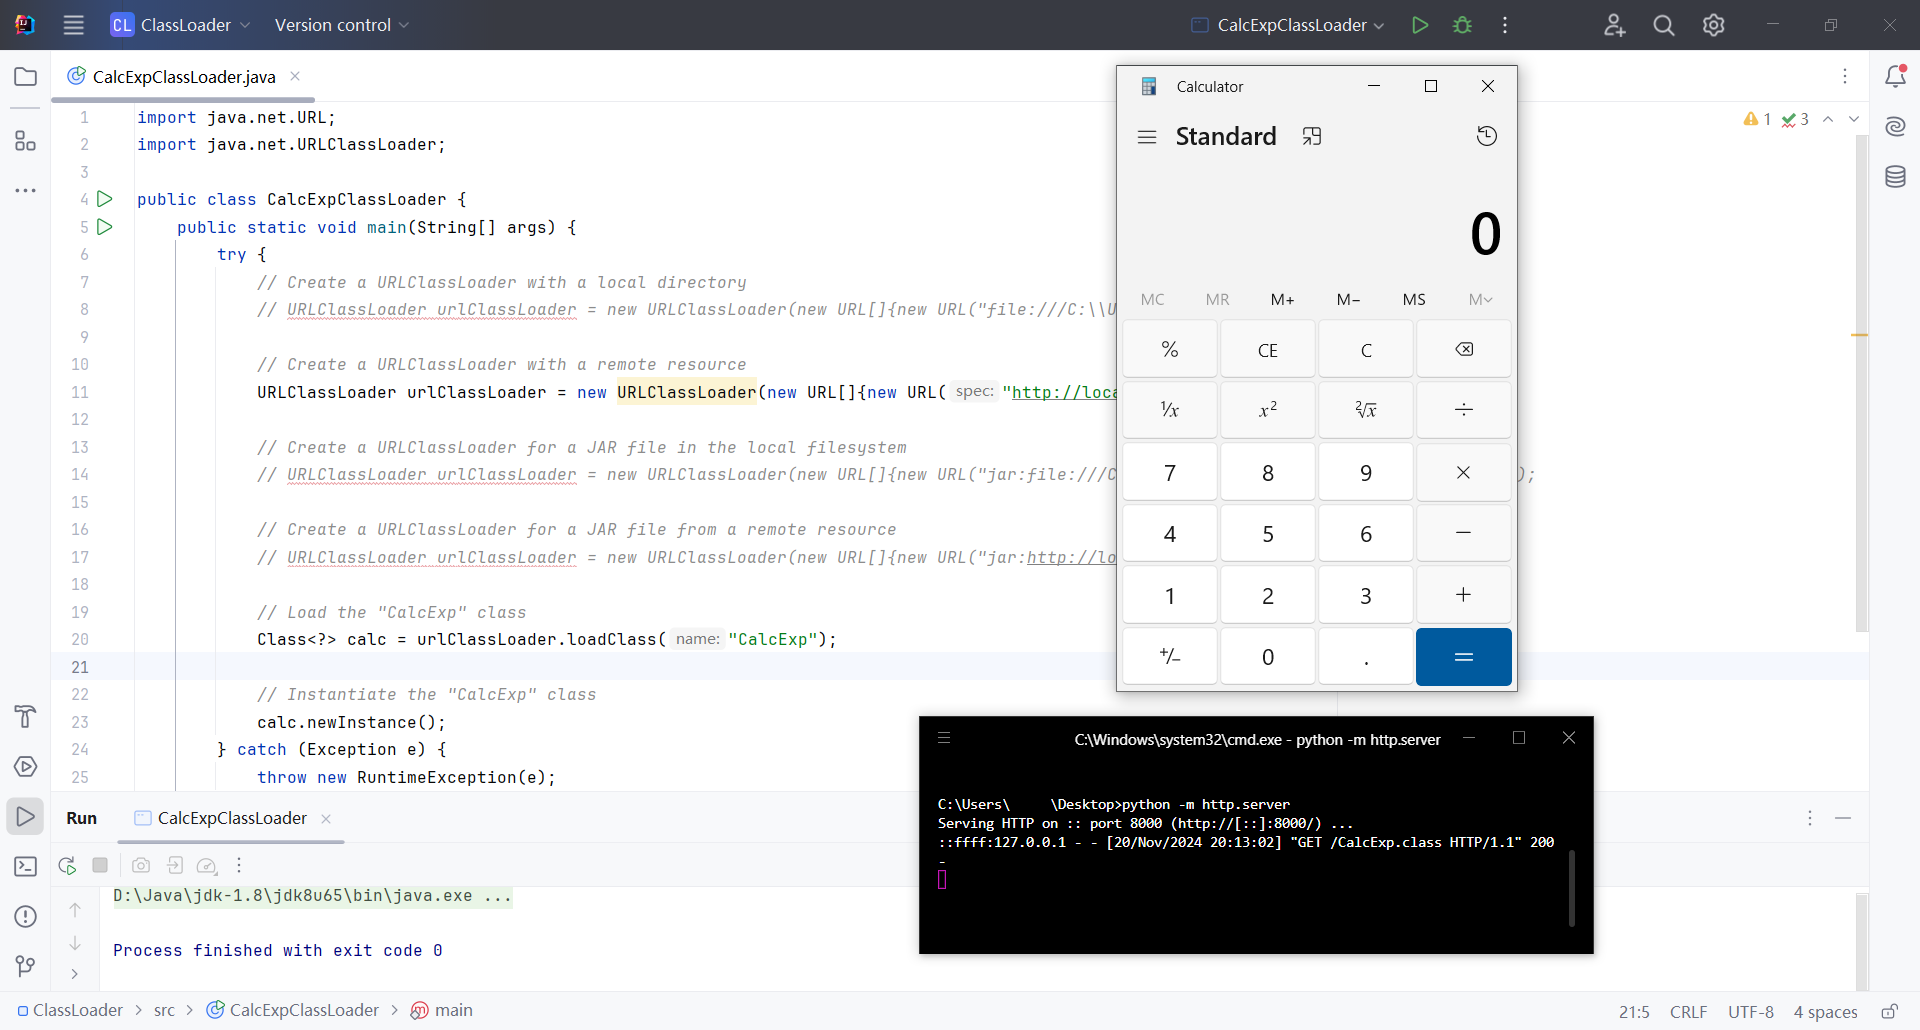 CL ClassLoader Version control CalcExpClassLoader
CalcExpClassLoader.java
1 3
1 import java.net.URL;
2 import java.net.URLClassLoader;
3
4 public class CalcExpClassLoader {
5 public static void main(String[] args) {
6 try {
7 // Create a URLClassLoader with a local directory
8 // URLClassLoader urlClassLoader = new URLClassLoader(new URL[]{new URL("file:///C:\\U
9
10 // Create a URLClassLoader with a remote resource
11 URLClassLoader urlClassLoader = new URLClassLoader(new URL[]{new URL( spec: "http://loca
12
13 // Create a URLClassLoader for a JAR file in the local filesystem
14 // URLClassLoader urlClassLoader = new URLClassLoader(new URL[]{new URL("jar:file:///C );
15
16 // Create a URLClassLoader for a JAR file from a remote resource
17 // URLClassLoader urlClassLoader = new URLClassLoader(new URL[]{new URL("jar:http://lo
18
19 // Load the "CalcExp" class
20 Class<?> calc = urlClassLoader.loadClass( name: "CalcExp");
21
22 // Instantiate the "CalcExp" class
23 calc.newInstance();
24 } catch (Exception e) {
25 throw new RuntimeException(e);
Calculator
Standard
0
MC MR M+ M− MS M
% CE C
⅟x x² ²√x ÷
7 8 9 ×
4 5 6 −
1 2 3 +
+/− 0 . =
Run CalcExpClassLoader
D:\Java\jdk-1.8\jdk8u65\bin\java.exe ...
Process finished with exit code 0
C:\Windows\system32\cmd.exe - python -m http.server
C:\Users\ \Desktop>python -m http.server
Serving HTTP on :: port 8000 (http://[::]:8000/) ...
::ffff:127.0.0.1 - - [20/Nov/2024 20:13:02] "GET /CalcExp.class HTTP/1.1" 200
-
ClassLoader > src > CalcExpClassLoader > main
21:5 CRLF UTF-8 4 spaces